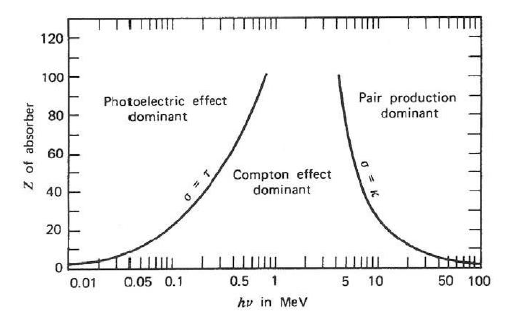 120
100
80
60
40
20
0
Z of absorber
Photoelectric effect
dominant
Pair production
dominant
Compton effect
dominant
σ = τ
σ = κ
0.01 0.05 0.1 0.5 1 5 10 50 100
hν in MeV